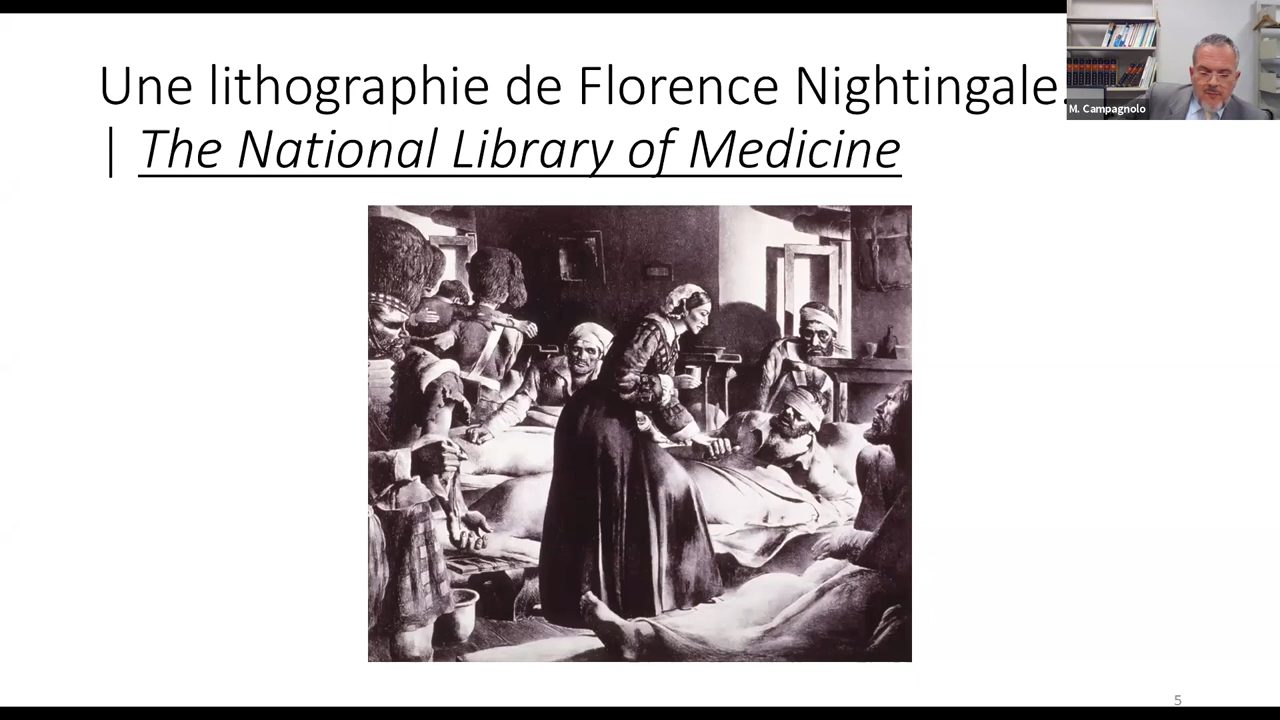 Une lithographie de Florence Nightingale.
| The National Library of Medicine
M. Campagnolo
5